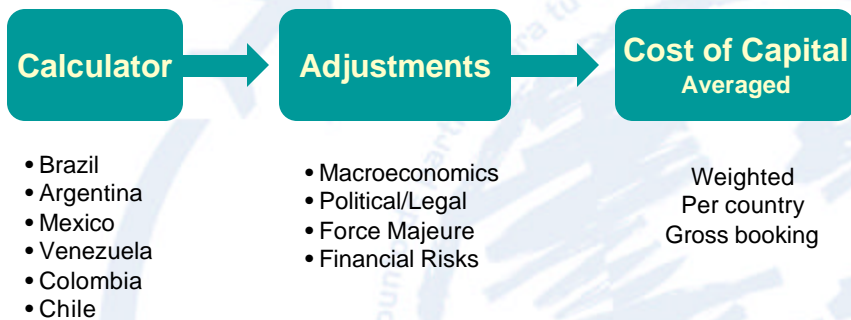 Calculator
Adjustments
Cost of Capital
Averaged
• Brazil
• Argentina
• Mexico
• Venezuela
• Colombia
• Chile
• Macroeconomics
• Political/Legal
• Force Majeure
• Financial Risks
Weighted
Per country
Gross booking